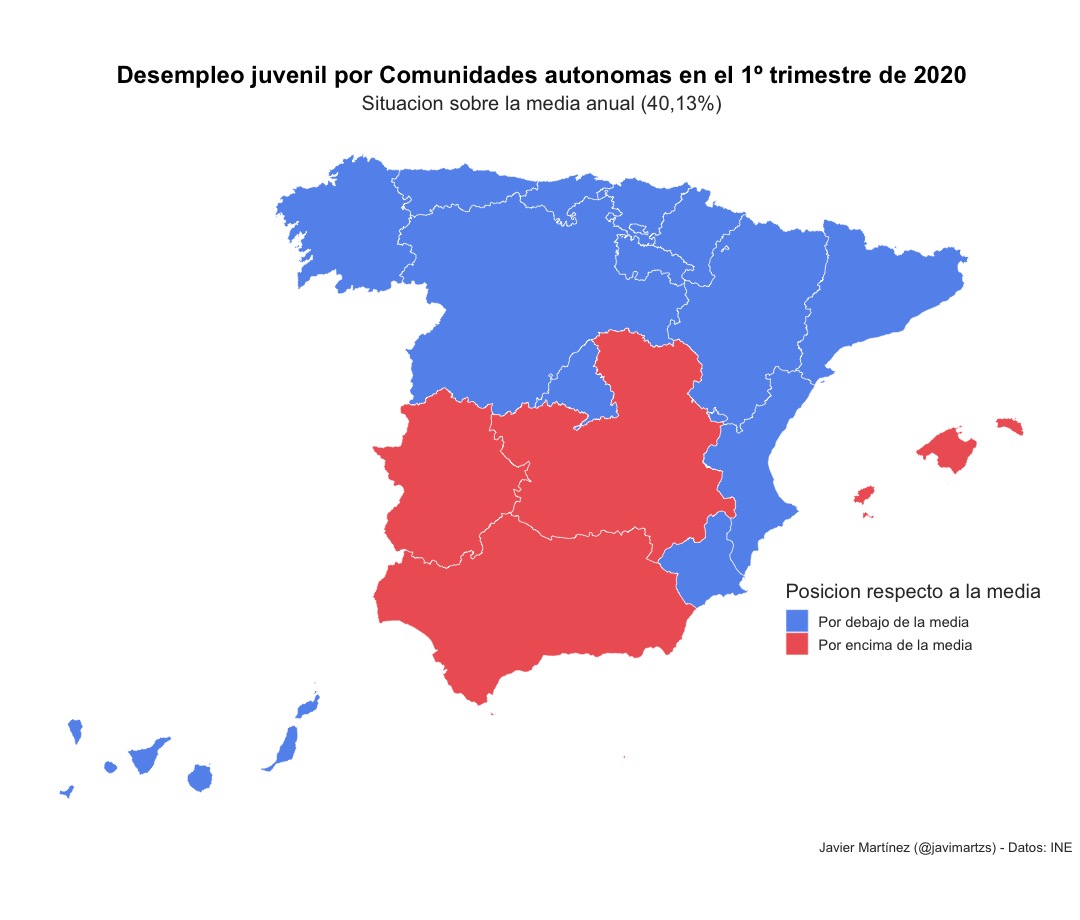 Desempleo juvenil por Comunidades autonomas en el 1º trimestre de 2020
Situacion sobre la media anual (40,13%)
Posicion respecto a la media
Por debajo de la media
Por encima de la media
Javier Martínez (@javimartzs) - Datos: INE